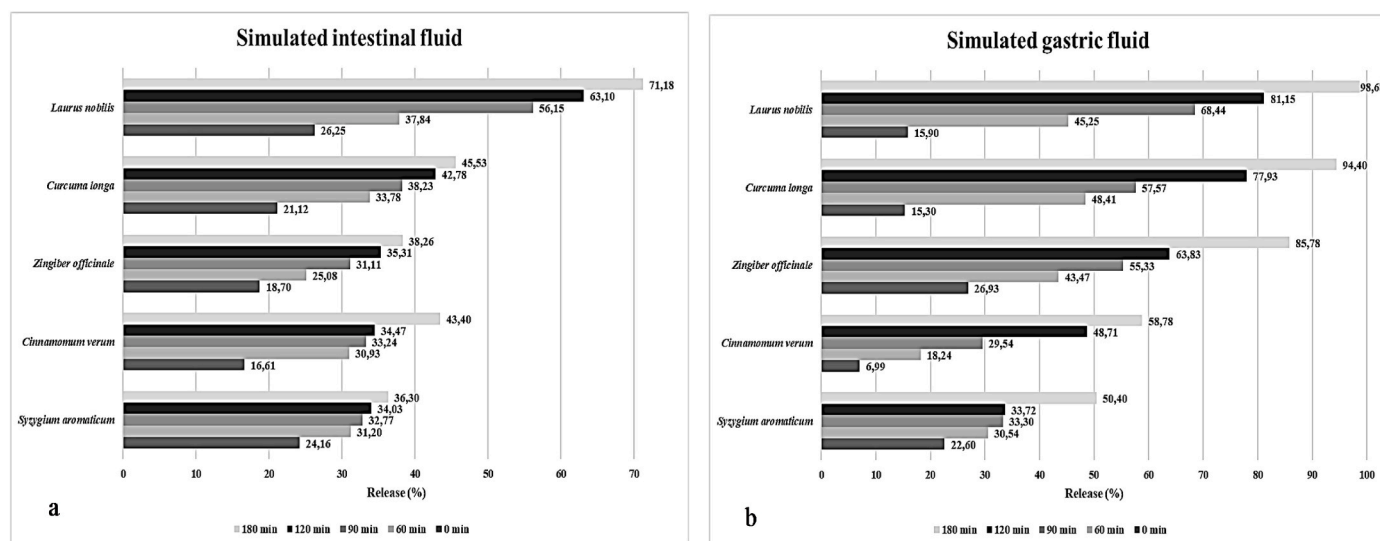 Simulated intestinal fluid
Laurus nobilis
71,18
63,10
56,15
37,84
26,25
Curcuma longa
45,53
42,78
38,23
33,78
21,12
Zingiber officinale
38,26
35,31
31,11
25,08
18,70
Cinnamomum verum
43,40
34,47
33,24
30,93
16,61
Syzygium aromaticum
36,30
34,03
32,77
31,20
24,16
0 10 20 30 40 50 60 70
Release (%)
a
180 min 120 min 90 min 60 min 0 min
Simulated gastric fluid
Laurus nobilis
98,6
81,15
68,44
45,25
15,90
Curcuma longa
94,40
77,93
57,57
48,41
15,30
Zingiber officinale
85,78
63,83
55,33
43,47
26,93
Cinnamomum verum
58,78
48,71
29,54
18,24
6,99
Syzygium aromaticum
50,40
33,72
33,30
30,54
22,60
0 10 20 30 40 50 60 70 80 90 100
Release (%)
b
180 min 120 min 90 min 60 min 0 min